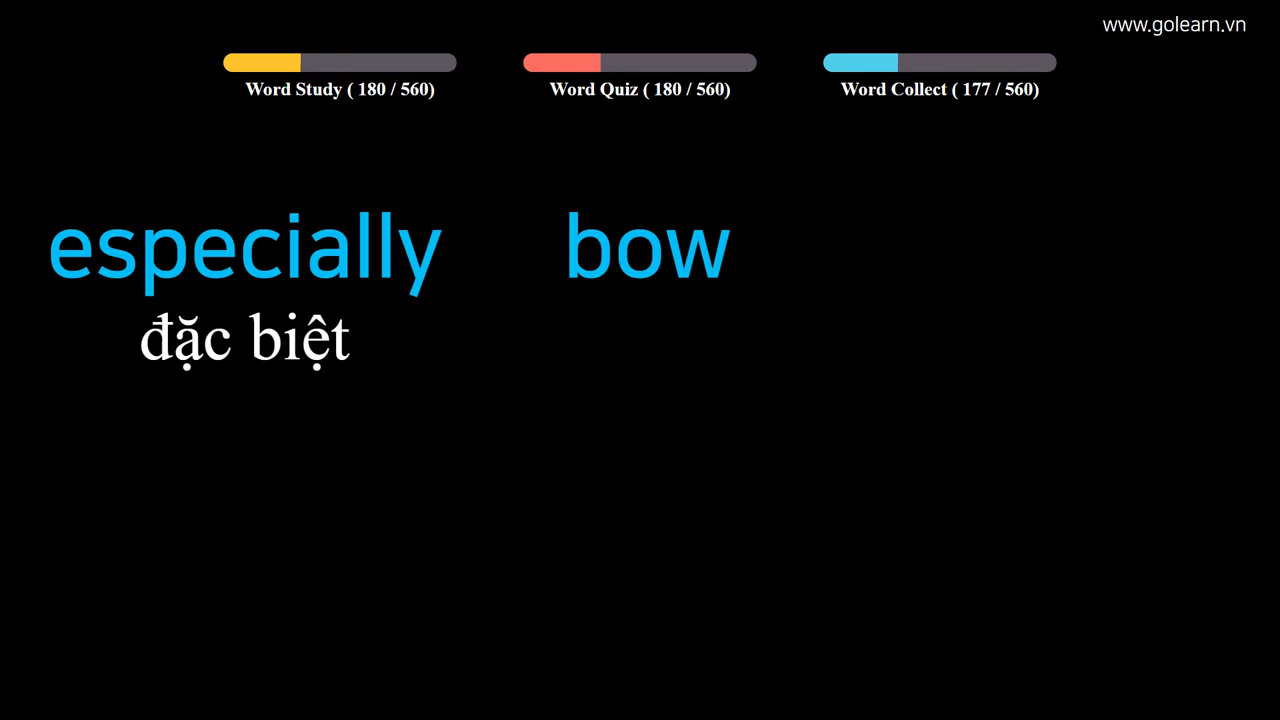 www.golearn.vn
Word Study ( 180 / 560)
Word Quiz ( 180 / 560)
Word Collect ( 177 / 560)
especially
đặc biệt
bow